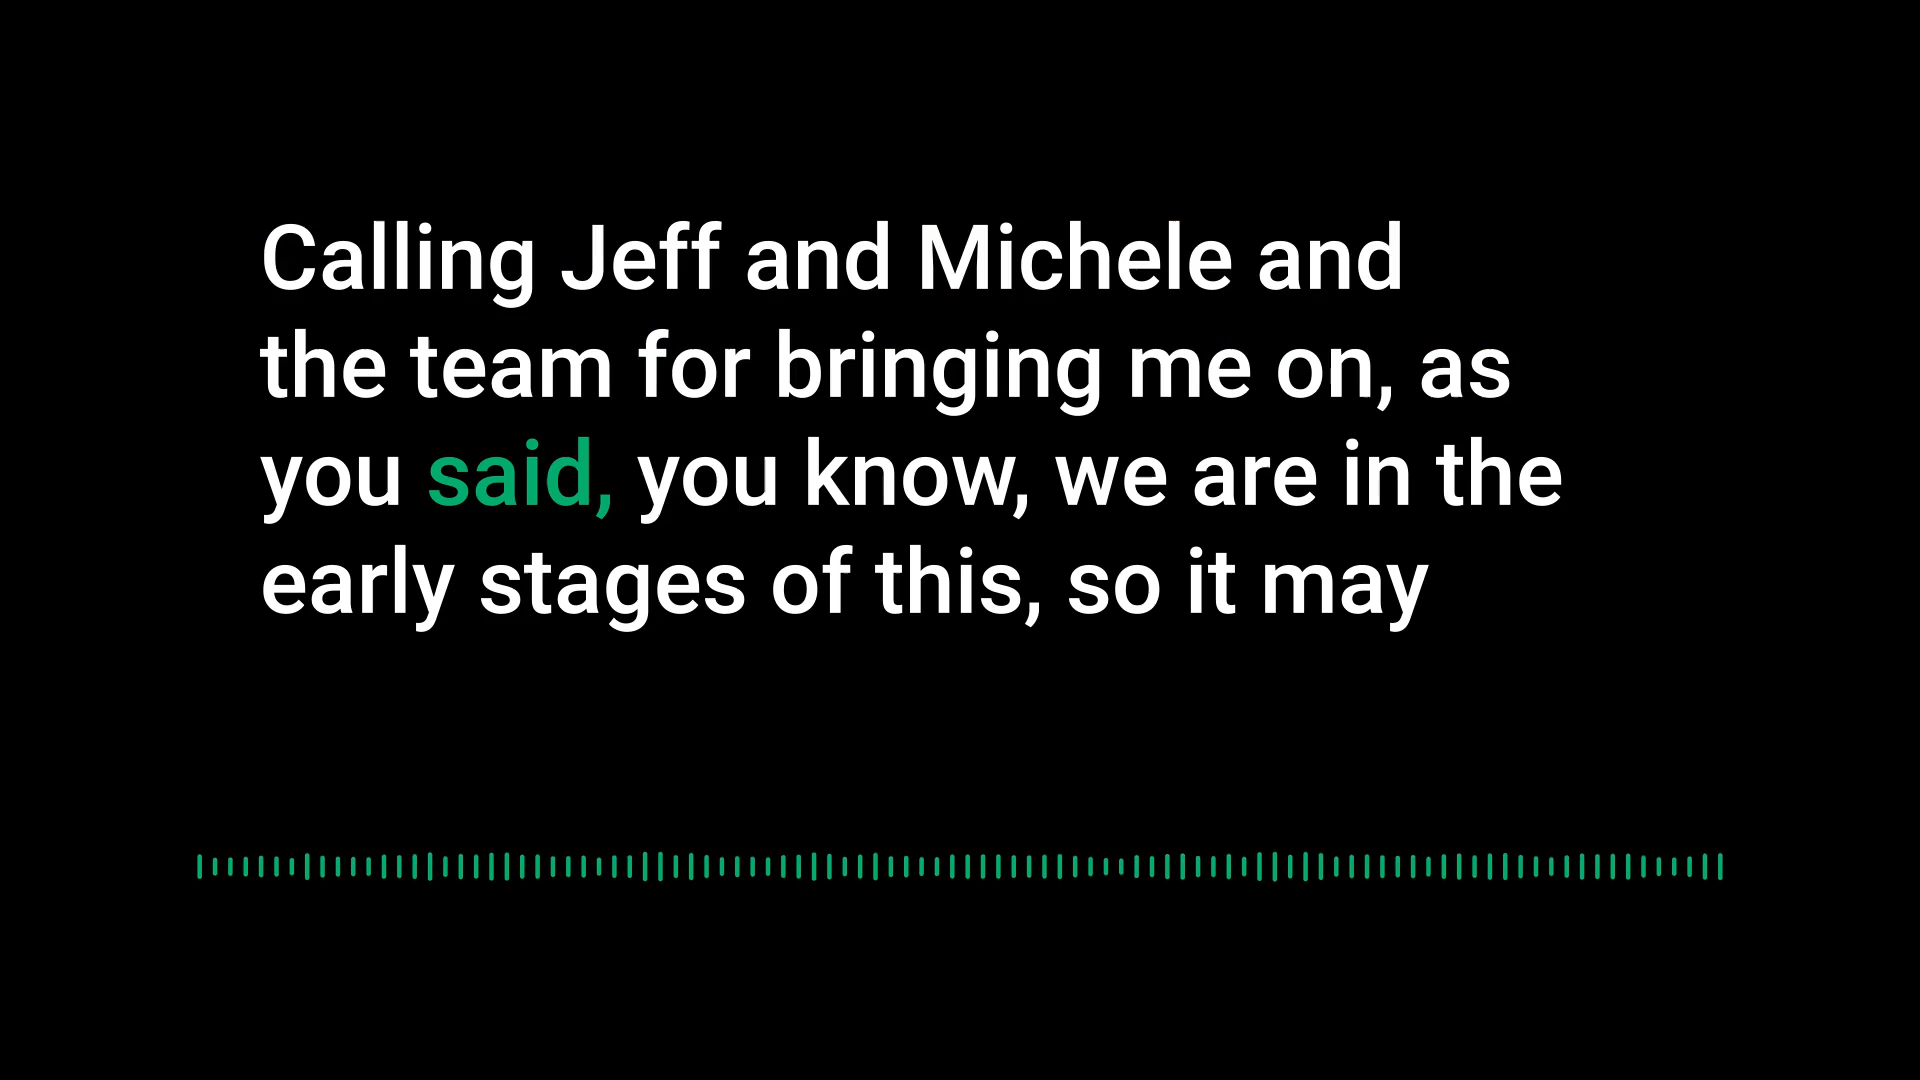 Calling Jeff and Michele and
the team for bringing me on, as
you said, you know, we are in the
early stages of this, so it may